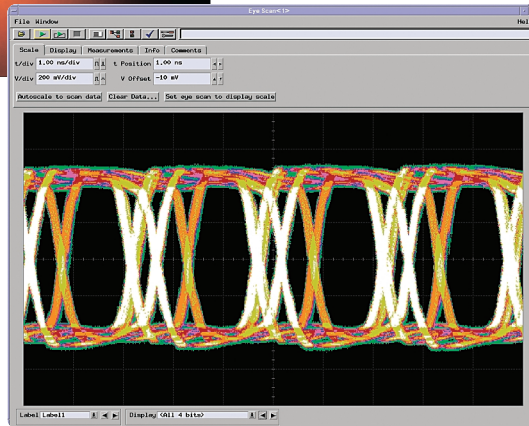 Eye Scan<1>
File Window Hel
Scale Display Measurements Info Comments
t/div 1.00 ns/div t Position 1.00 ns
V/div 200 mV/div V Offset -10 mV
Autoscale to scan data Clear Data... Set eye scan to display scale
Label Label1 Display (All 4 bits)